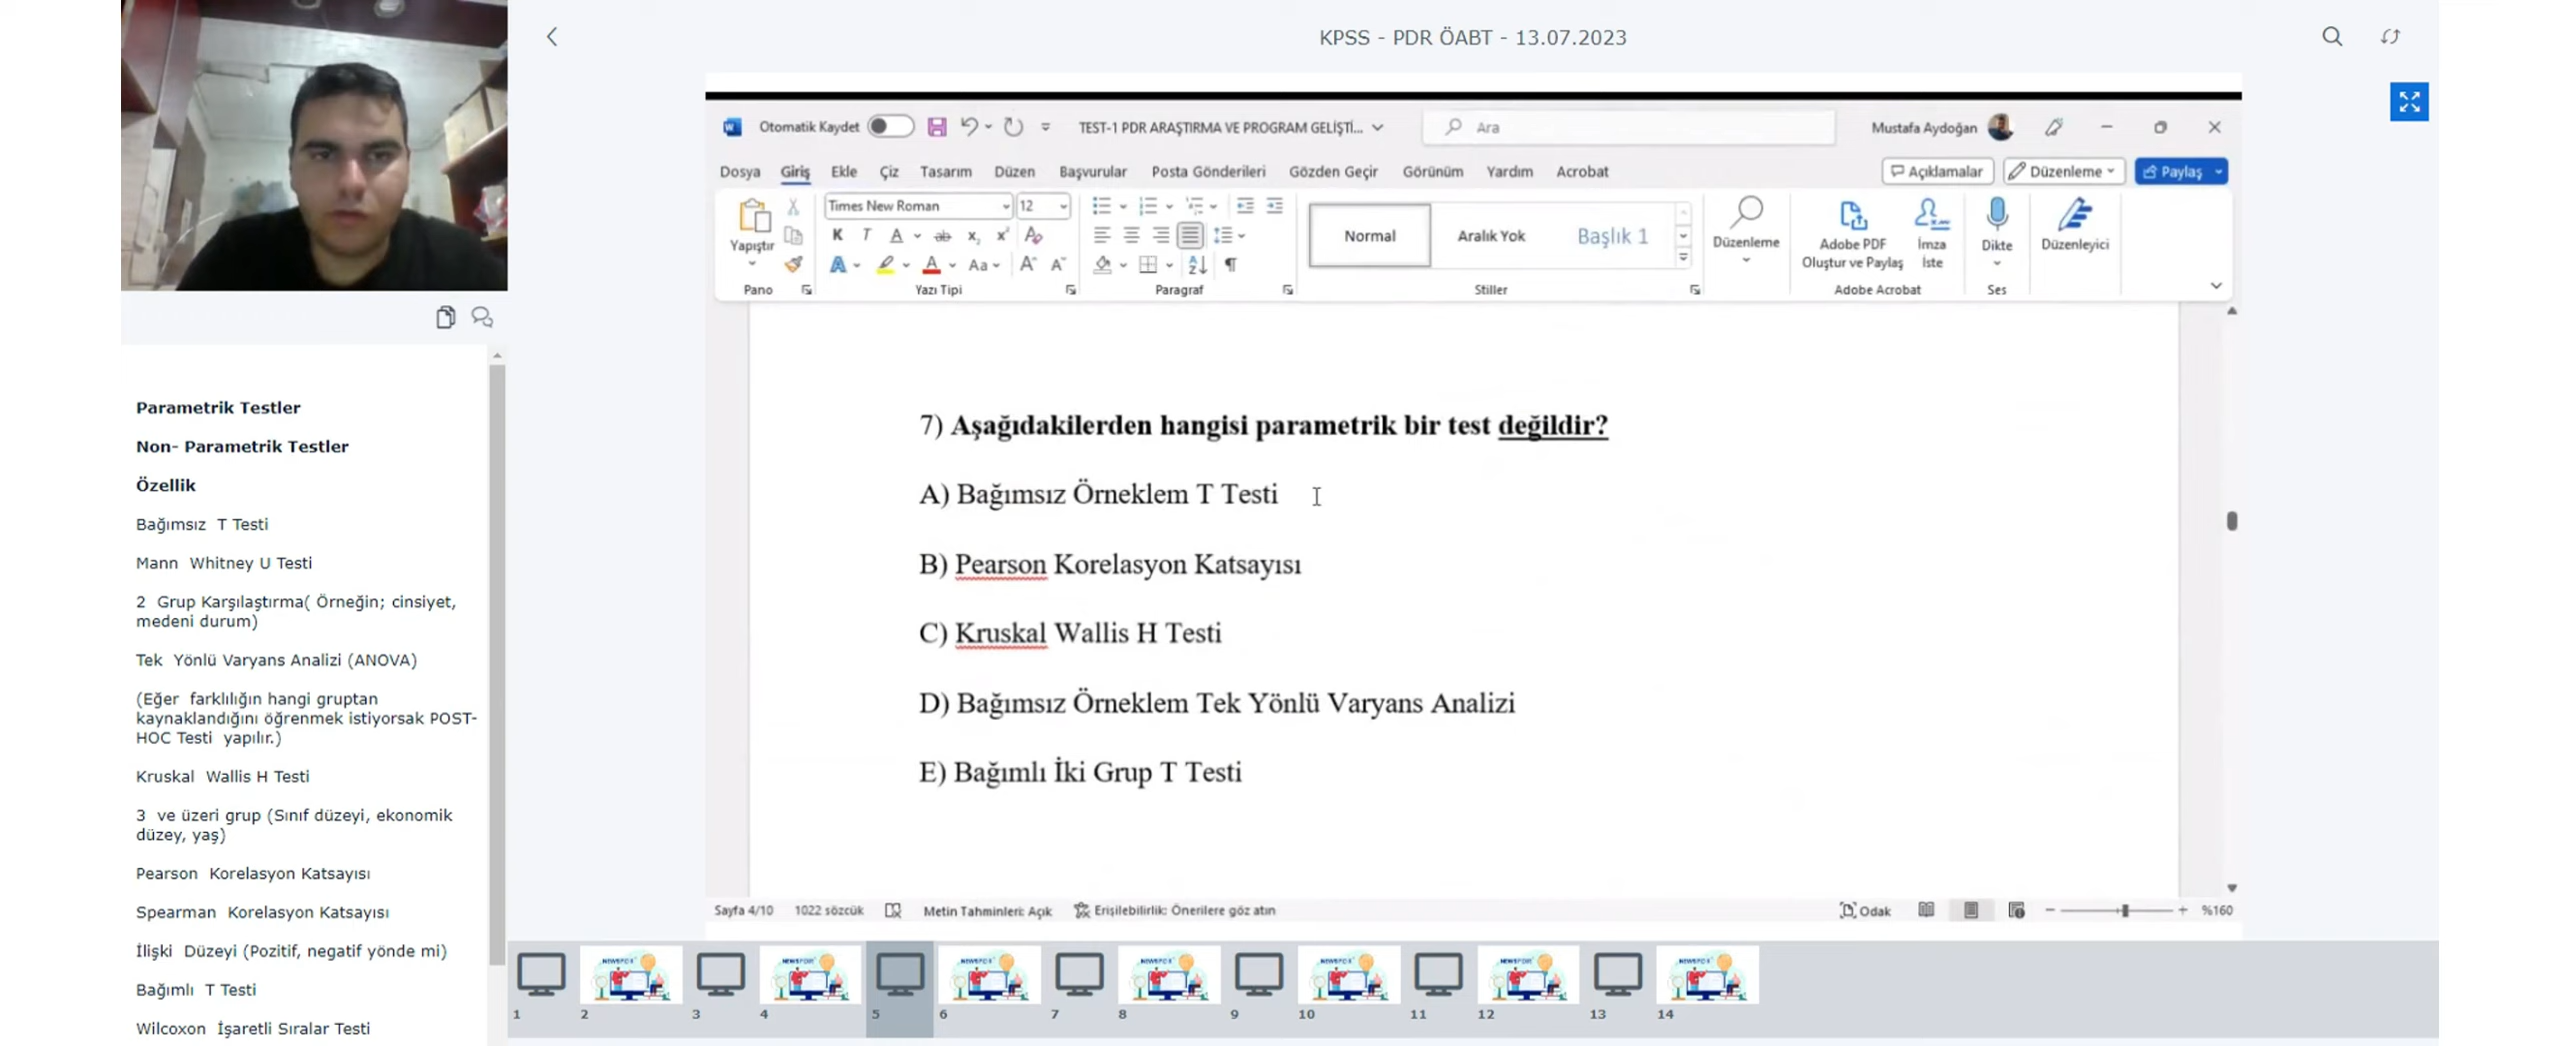 KPSS - PDR ÖABT - 13.07.2023
Otomatik Kaydet
TEST-1 PDR ARAŞTIRMA VE PROGRAM GELİŞTİ...
Ara
Mustafa Aydoğan
Dosya Giriş Ekle Çiz Tasarım Düzen Başvurular Posta Gönderileri Gözden Geçir Görünüm Yardım Acrobat
Açıklamalar Düzenleme Paylaş
Yapıştır
Times New Roman 12
Normal Aralık Yok Başlık 1
Düzenleme
Adobe PDF
Oluştur ve Paylaş
İmza
İste
Dikte
Düzenleyici
Pano Yazı Tipi Paragraf Stiller Adobe Acrobat Ses
7) Aşağıdakilerden hangisi parametrik bir test değildir?
A) Bağımsız Örneklem T Testi
B) Pearson Korelasyon Katsayısı
C) Kruskal Wallis H Testi
D) Bağımsız Örneklem Tek Yönlü Varyans Analizi
E) Bağımlı İki Grup T Testi
Sayfa 4/10 1022 sözcük Metin Tahminleri: Açık Erişilebilirlik: Önerilere göz atın Odak %160
Parametrik Testler
Non- Parametrik Testler
Özellik
Bağımsız T Testi
Mann Whitney U Testi
2 Grup Karşılaştırma( Örneğin; cinsiyet,
medeni durum)
Tek Yönlü Varyans Analizi (ANOVA)
(Eğer farklılığın hangi gruptan
kaynaklandığını öğrenmek istiyorsak POST-
HOC Testi yapılır.)
Kruskal Wallis H Testi
3 ve üzeri grup (Sınıf düzeyi, ekonomik
düzey, yaş)
Pearson Korelasyon Katsayısı
Spearman Korelasyon Katsayısı
İlişki Düzeyi (Pozitif, negatif yönde mi)
Bağımlı T Testi
Wilcoxon İşaretli Sıralar Testi
1 2 3 4 5 6 7 8 9 10 11 12 13 14